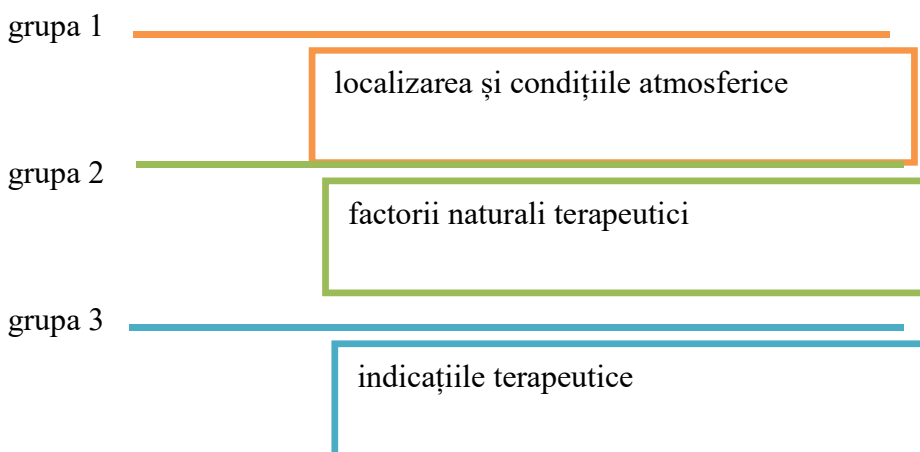 grupa 1
localizarea și condițiile atmosferice
grupa 2
factorii naturali terapeutici
grupa 3
indicațiile terapeutice